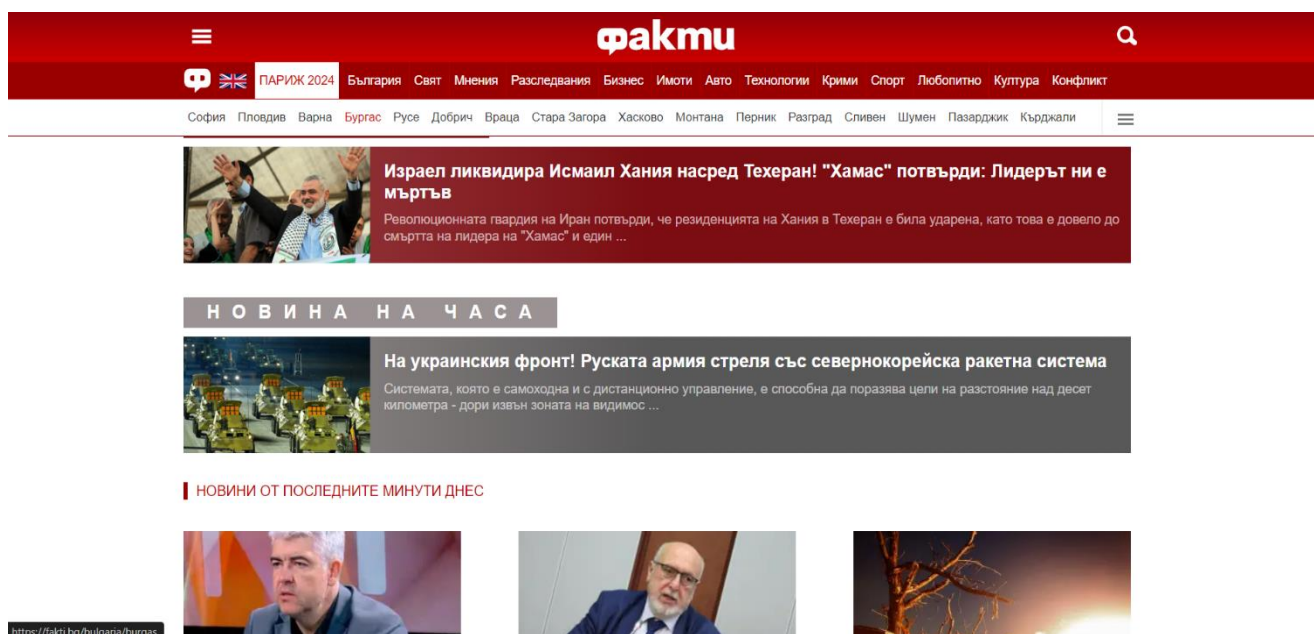 факти
ПАРИЖ 2024 България Свят Мнения Разследвания Бизнес Имоти Авто Технологии Крими Спорт Любопитно Култура Конфликт
София Пловдив Варна Бургас Русе Добрич Враца Стара Загора Хасково Монтана Перник Разград Сливен Шумен Пазарджик Кърджали
Израел ликвидира Исмаил Хания насред Техеран! "Хамас" потвърди: Лидерът ни е
мъртъв
Революционната гвардия на Иран потвърди, че резиденцията на Хания в Техеран е била ударена, като това е довело до
смъртта на лидера на "Хамас" и един ...
НОВИНА НА ЧАСА
На украинския фронт! Руската армия стреля със севернокорейска ракетна система
Системата, която е самоходна и с дистанционно управление, е способна да поразява цели на разстояние над десет
километра - дори извън зоната на видимос ...
НОВИНИ ОТ ПОСЛЕДНИТЕ МИНУТИ ДНЕС
https://fakti.bg/bulgaria/burgas